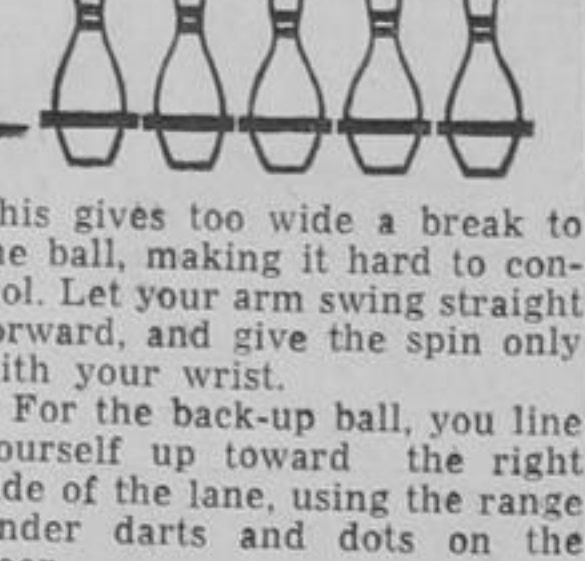 his gives too wide a break to
e ball, making it hard to con-
ol. Let your arm swing straight
orward, and give the spin only
ith your wrist.
For the back-up ball, you line
ourself up toward the right
de of the lane, using the range
nder darts and dots on the